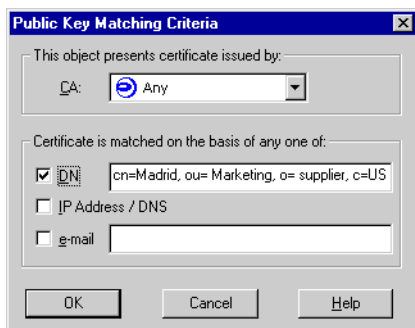 Public Key Matching Criteria
This object presents certificate issued by:
CA: Any
Certificate is matched on the basis of any one of:
DN cn=Madrid, ou= Marketing, o= supplier, c=US
IP Address / DNS
e-mail
OK Cancel Help